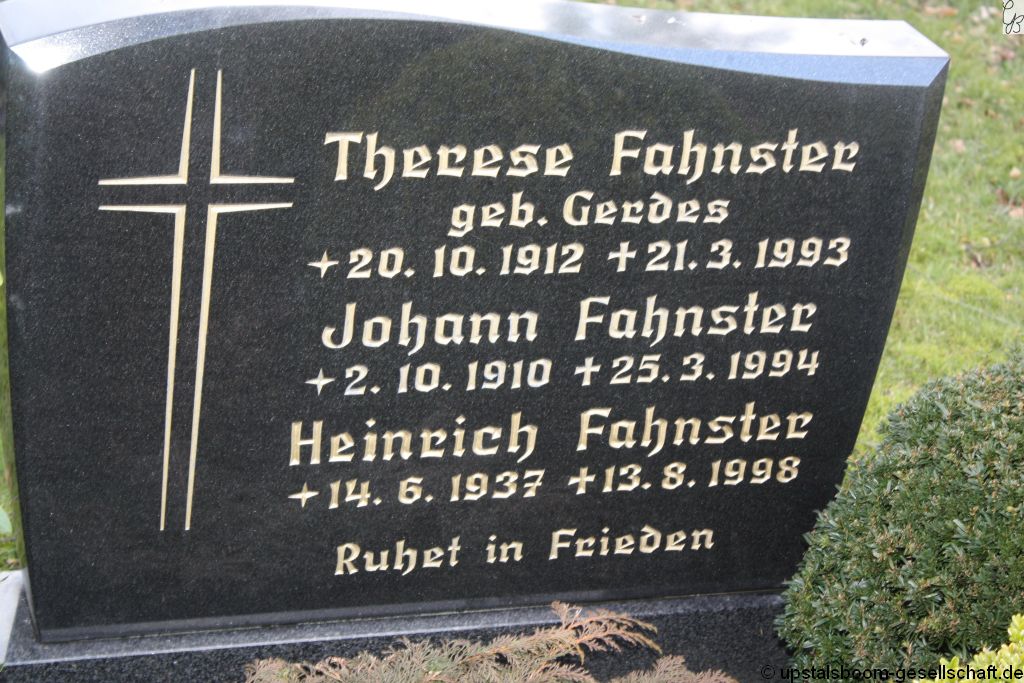 Therese Fahnster
geb. Gerdes
20. 10. 1912 ✝ 21. 3. 1993
Johann Fahnster
2. 10. 1910 ✝ 25. 3. 1994
Heinrich Fahnster
14. 6. 1937 ✝ 13. 8. 1998
Ruhet in Frieden
© upstalsboom-gesellschaft.de